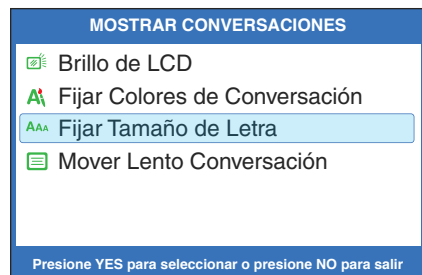 MOSTRAR CONVERSACIONES
Brillo de LCD
Fijar Colores de Conversación
AAA Fijar Tamaño de Letra
Mover Lento Conversación
Presione YES para seleccionar o presione NO para salir